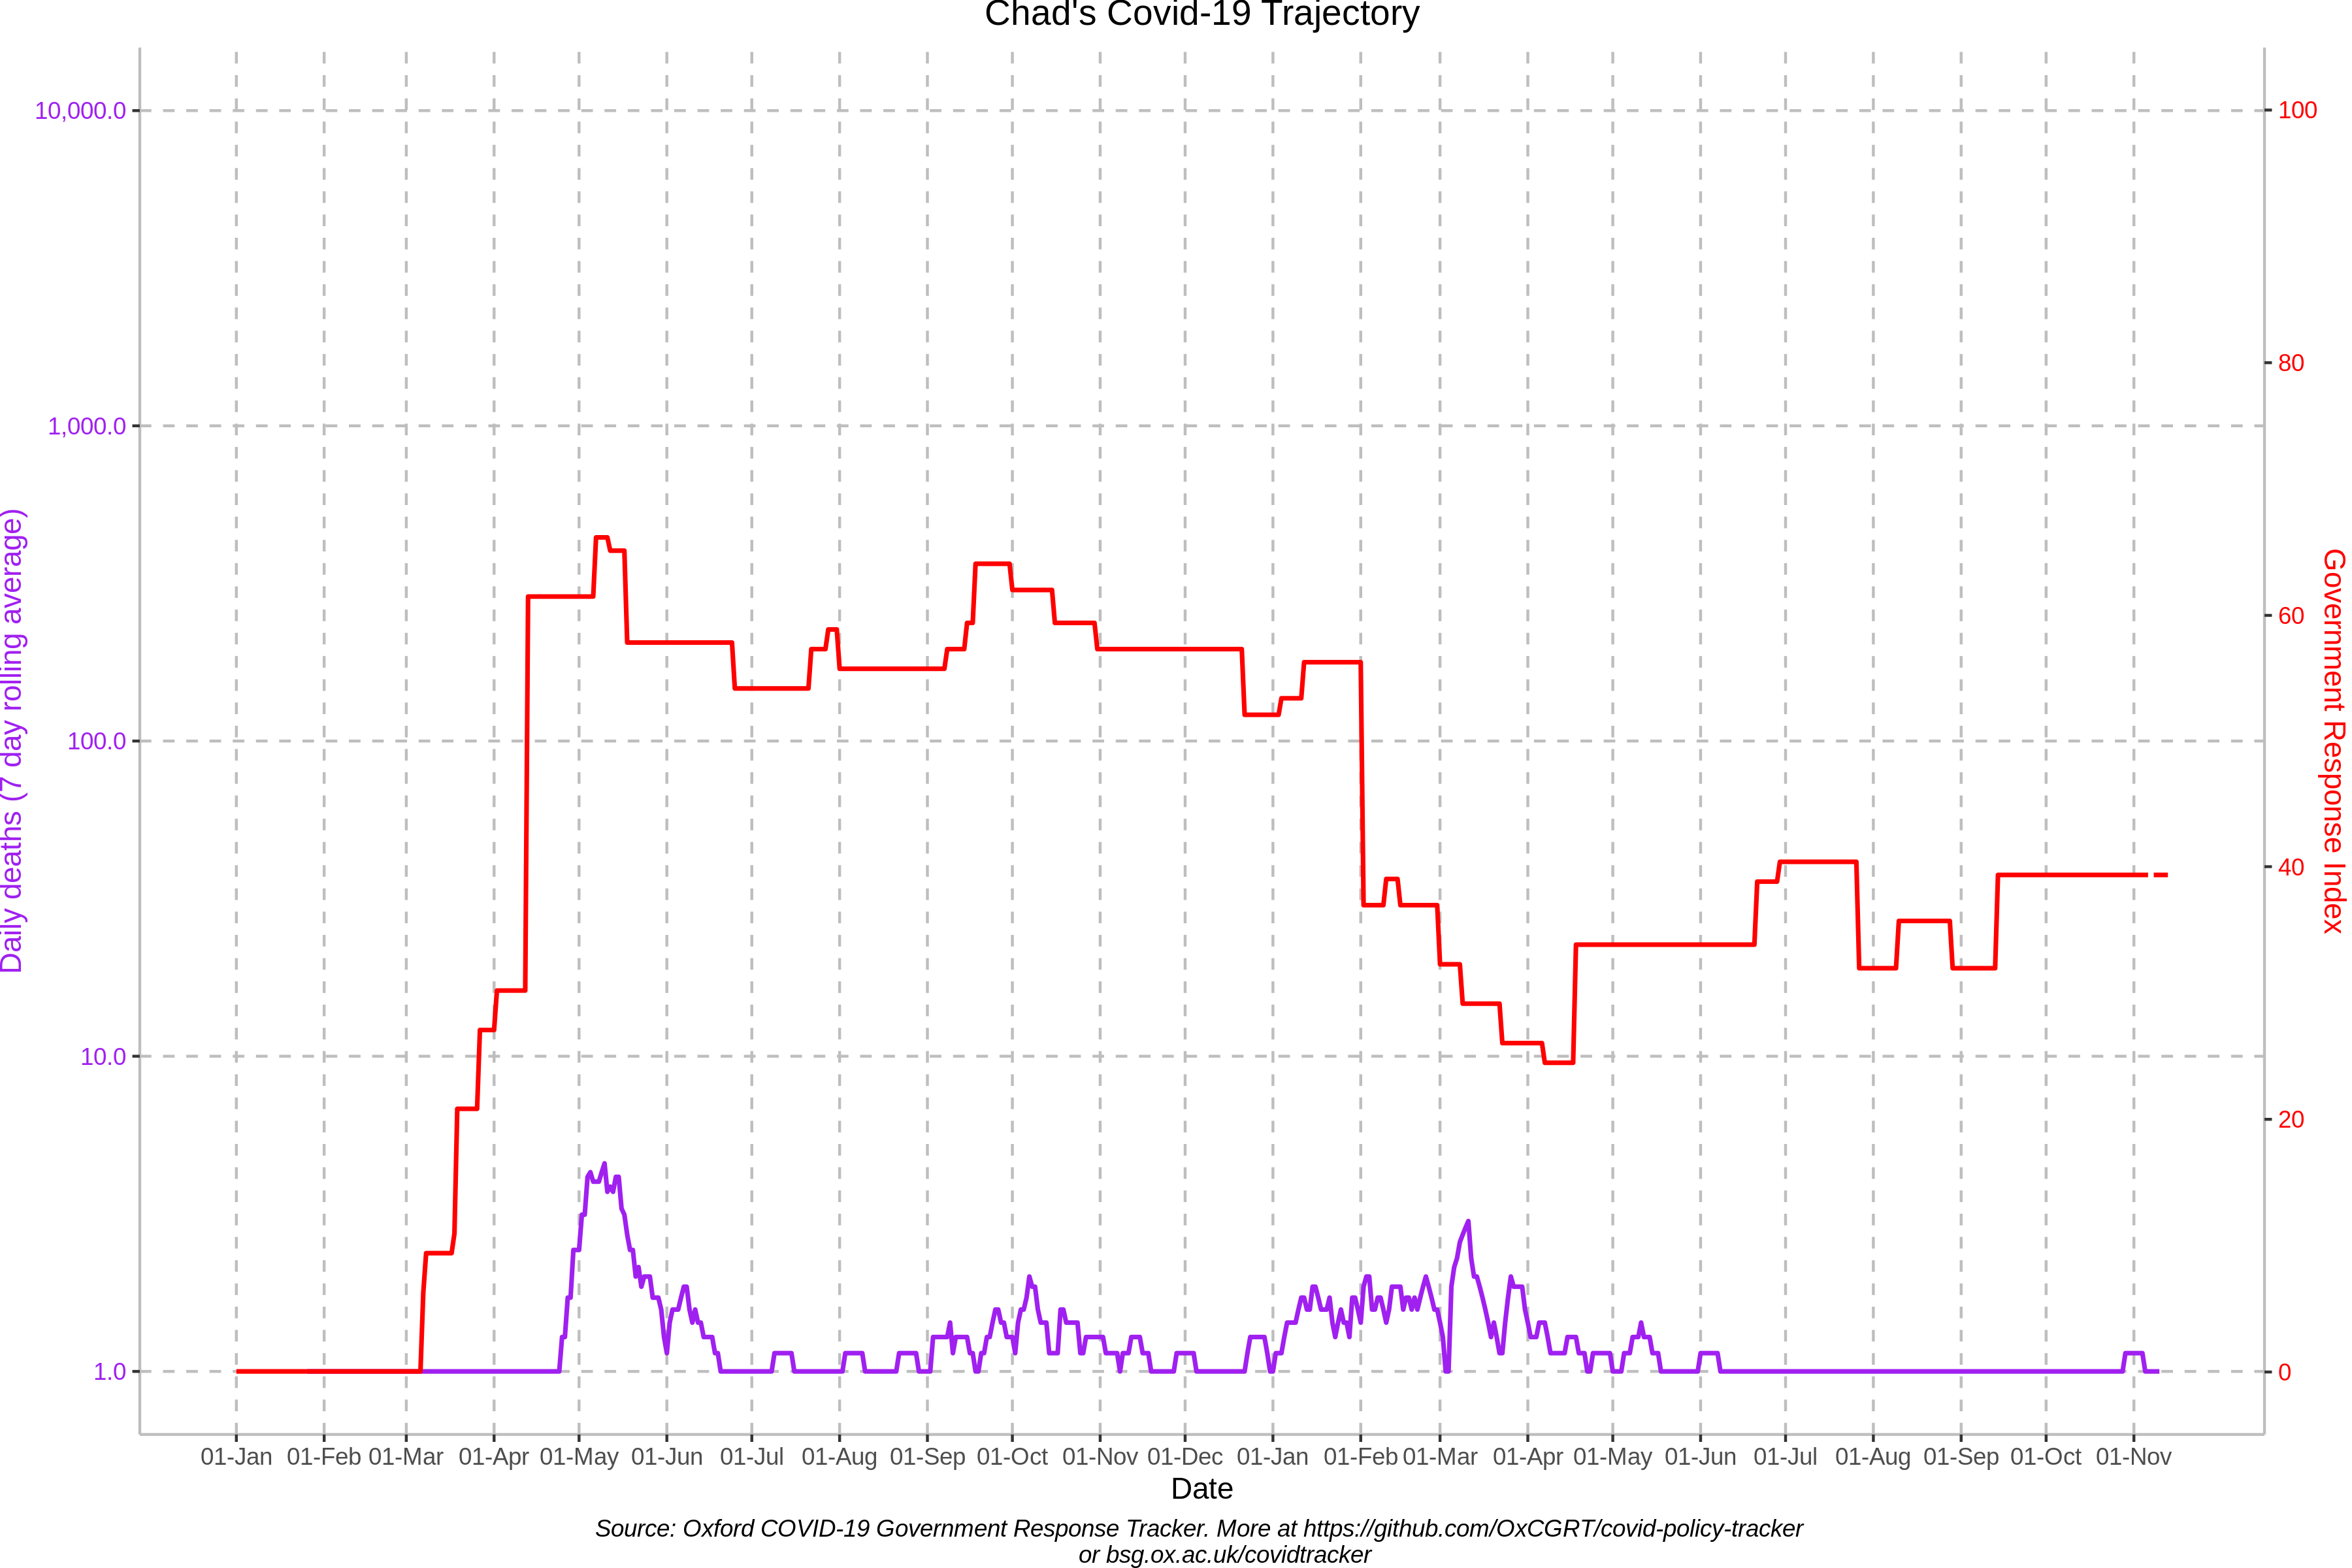 Chad's Covid-19 Trajectory
10,000.0
1,000.0
100.0
10.0
1.0
Daily deaths (7 day rolling average)
100
80
60
40
20
0
Government Response Index
01-Jan 01-Feb 01-Mar 01-Apr 01-May 01-Jun 01-Jul 01-Aug 01-Sep 01-Oct 01-Nov 01-Dec 01-Jan 01-Feb 01-Mar 01-Apr 01-May 01-Jun 01-Jul 01-Aug 01-Sep 01-Oct 01-Nov
Date
Source: Oxford COVID-19 Government Response Tracker. More at https://github.com/OxCGRT/covid-policy-tracker
or bsg.ox.ac.uk/covidtracker